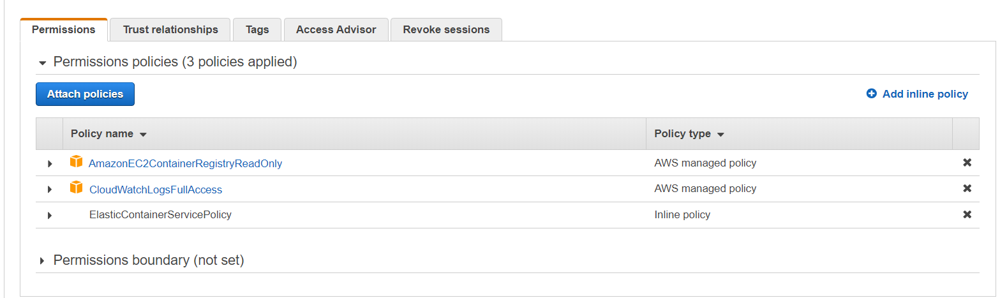 Permissions Trust relationships Tags Access Advisor Revoke sessions
Permissions policies (3 policies applied)
Attach policies Add inline policy
Policy name Policy type
AmazonEC2ContainerRegistryReadOnly AWS managed policy
CloudWatchLogsFullAccess AWS managed policy
ElasticContainerServicePolicy Inline policy
Permissions boundary (not set)